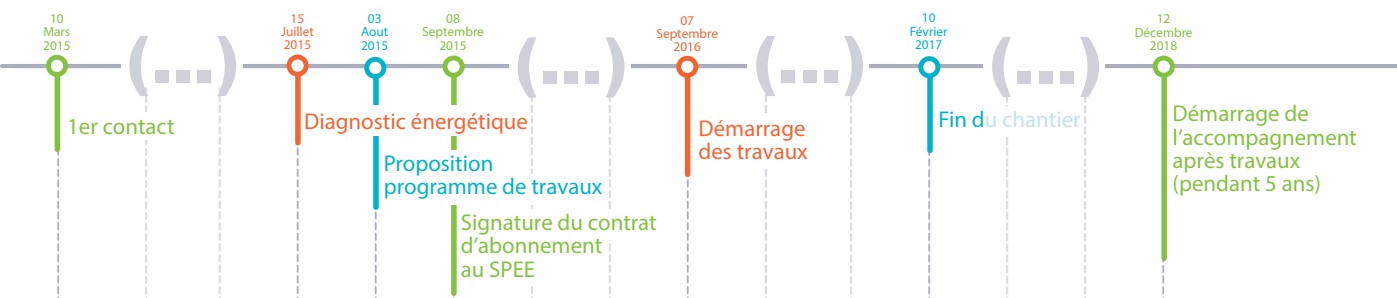 10
Mars
2015
(...)
15
Juillet
2015
03
Aout
2015
08
Septembre
2015
(...)
07
Septembre
2016
(...)
10
Février
2017
(...)
12
Décembre
2018
1er contact
Diagnostic énergétique
Proposition
programme de travaux
Signature du contrat
d'abonnement
au SPEE
Démarrage
des travaux
Fin du chantier
Démarrage de
l'accompagnement
après travaux
(pendant 5 ans)